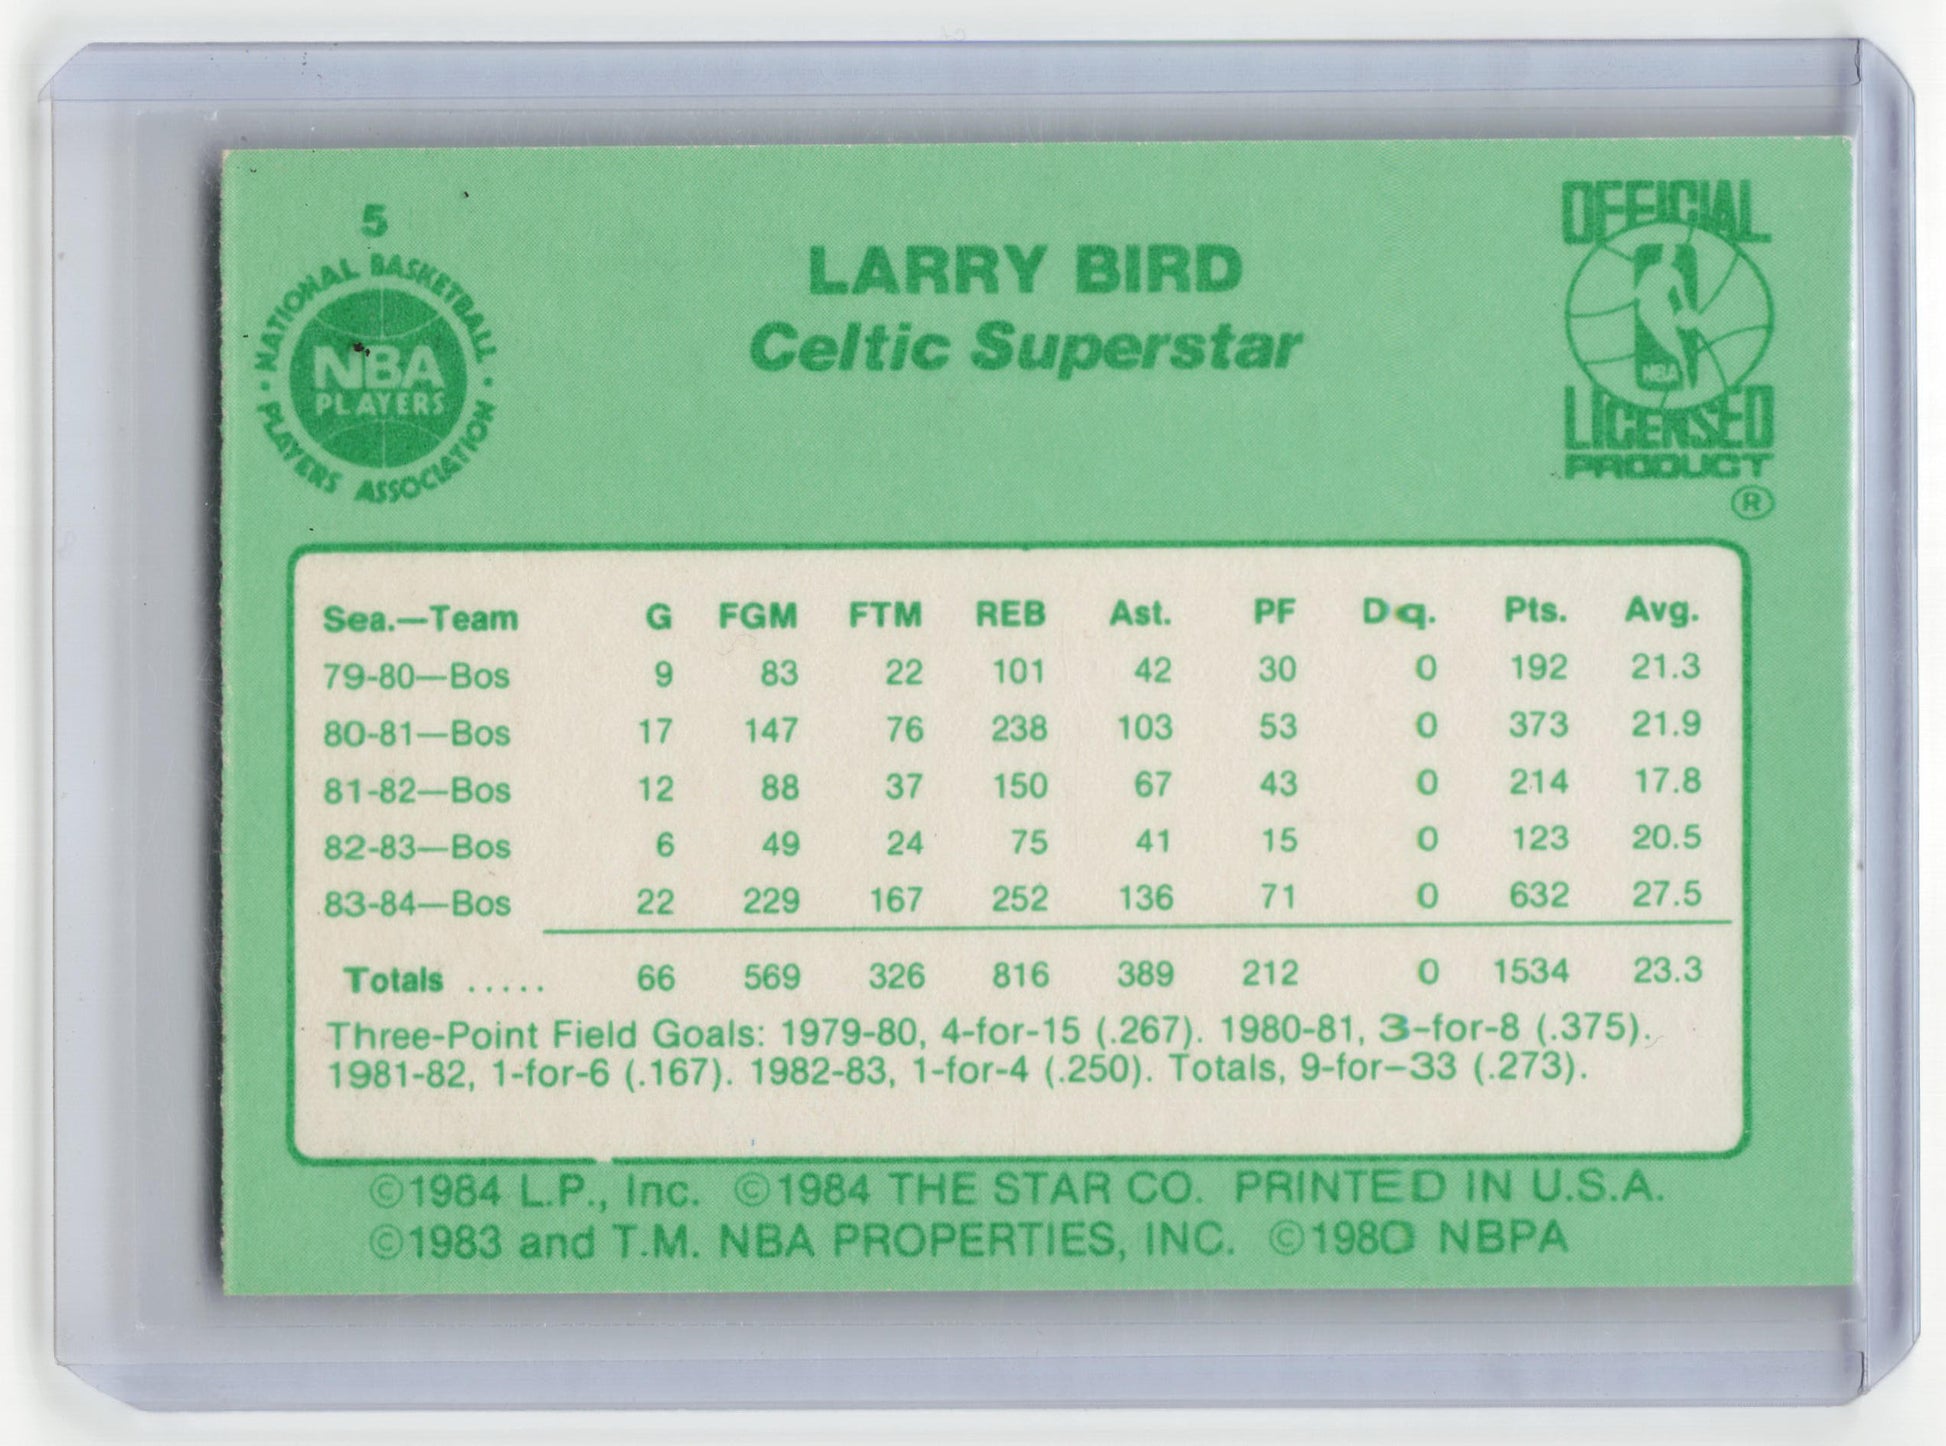 5
NATIONAL BASKETBALL
NBA
PLAYERS
PLAYERS ASSOCIATION
LARRY BIRD
Celtic Superstar
OFFICIAL
NBA
LICENSED
PRODUCT
®
Sea.—Team G FGM FTM REB Ast. PF Dq. Pts. Avg.
79-80—Bos 9 83 22 101 42 30 0 192 21.3
80-81—Bos 17 147 76 238 103 53 0 373 21.9
81-82—Bos 12 88 37 150 67 43 0 214 17.8
82-83—Bos 6 49 24 75 41 15 0 123 20.5
83-84—Bos 22 229 167 252 136 71 0 632 27.5
Totals ..... 66 569 326 816 389 212 0 1534 23.3
Three-Point Field Goals: 1979-80, 4-for-15 (.267). 1980-81, 3-for-8 (.375).
1981-82, 1-for-6 (.167). 1982-83, 1-for-4 (.250). Totals, 9-for-33 (.273).
©1984 L.P., Inc. ©1984 THE STAR CO. PRINTED IN U.S.A.
©1983 and T.M. NBA PROPERTIES, INC. ©1980 NBPA